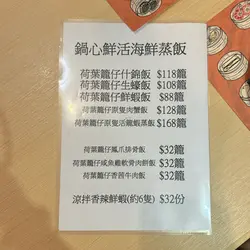 鍋心鮮活海鮮蒸飯
荷葉籠仔什錦飯 $118籠
荷葉籠仔生蠔飯 $108籠
荷葉籠仔鮮蝦飯 $88籠
荷葉籠仔原隻肉蟹飯 $128籠
荷葉籠仔原隻活龍蝦蒸飯 $168籠
荷葉籠仔鳳爪排骨飯 $32籠
荷葉籠仔咸魚雞軟骨肉餅飯 $32籠
荷葉籠仔香茜牛肉飯 $32籠
涼拌香辣鮮蝦(約6隻) $32份